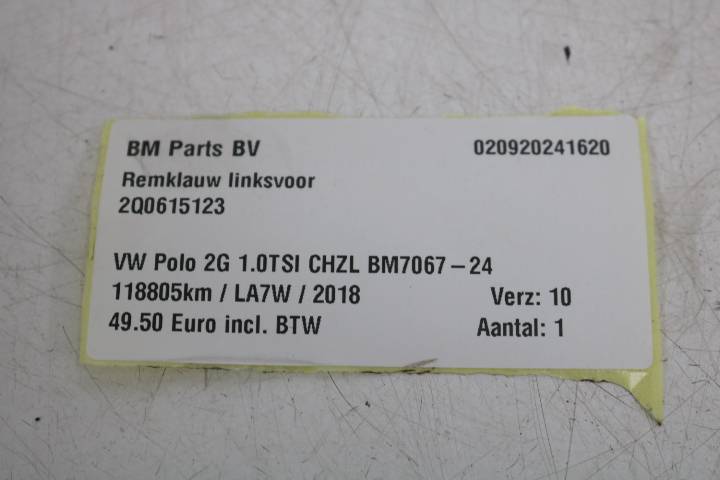 BM Parts BV 020920241620
Remklauw linksvoor
2Q0615123
VW Polo 2G 1.0TSI CHZL BM7067-24
118805km / LA7W / 2018 Verz: 10
49.50 Euro incl. BTW Aantal: 1